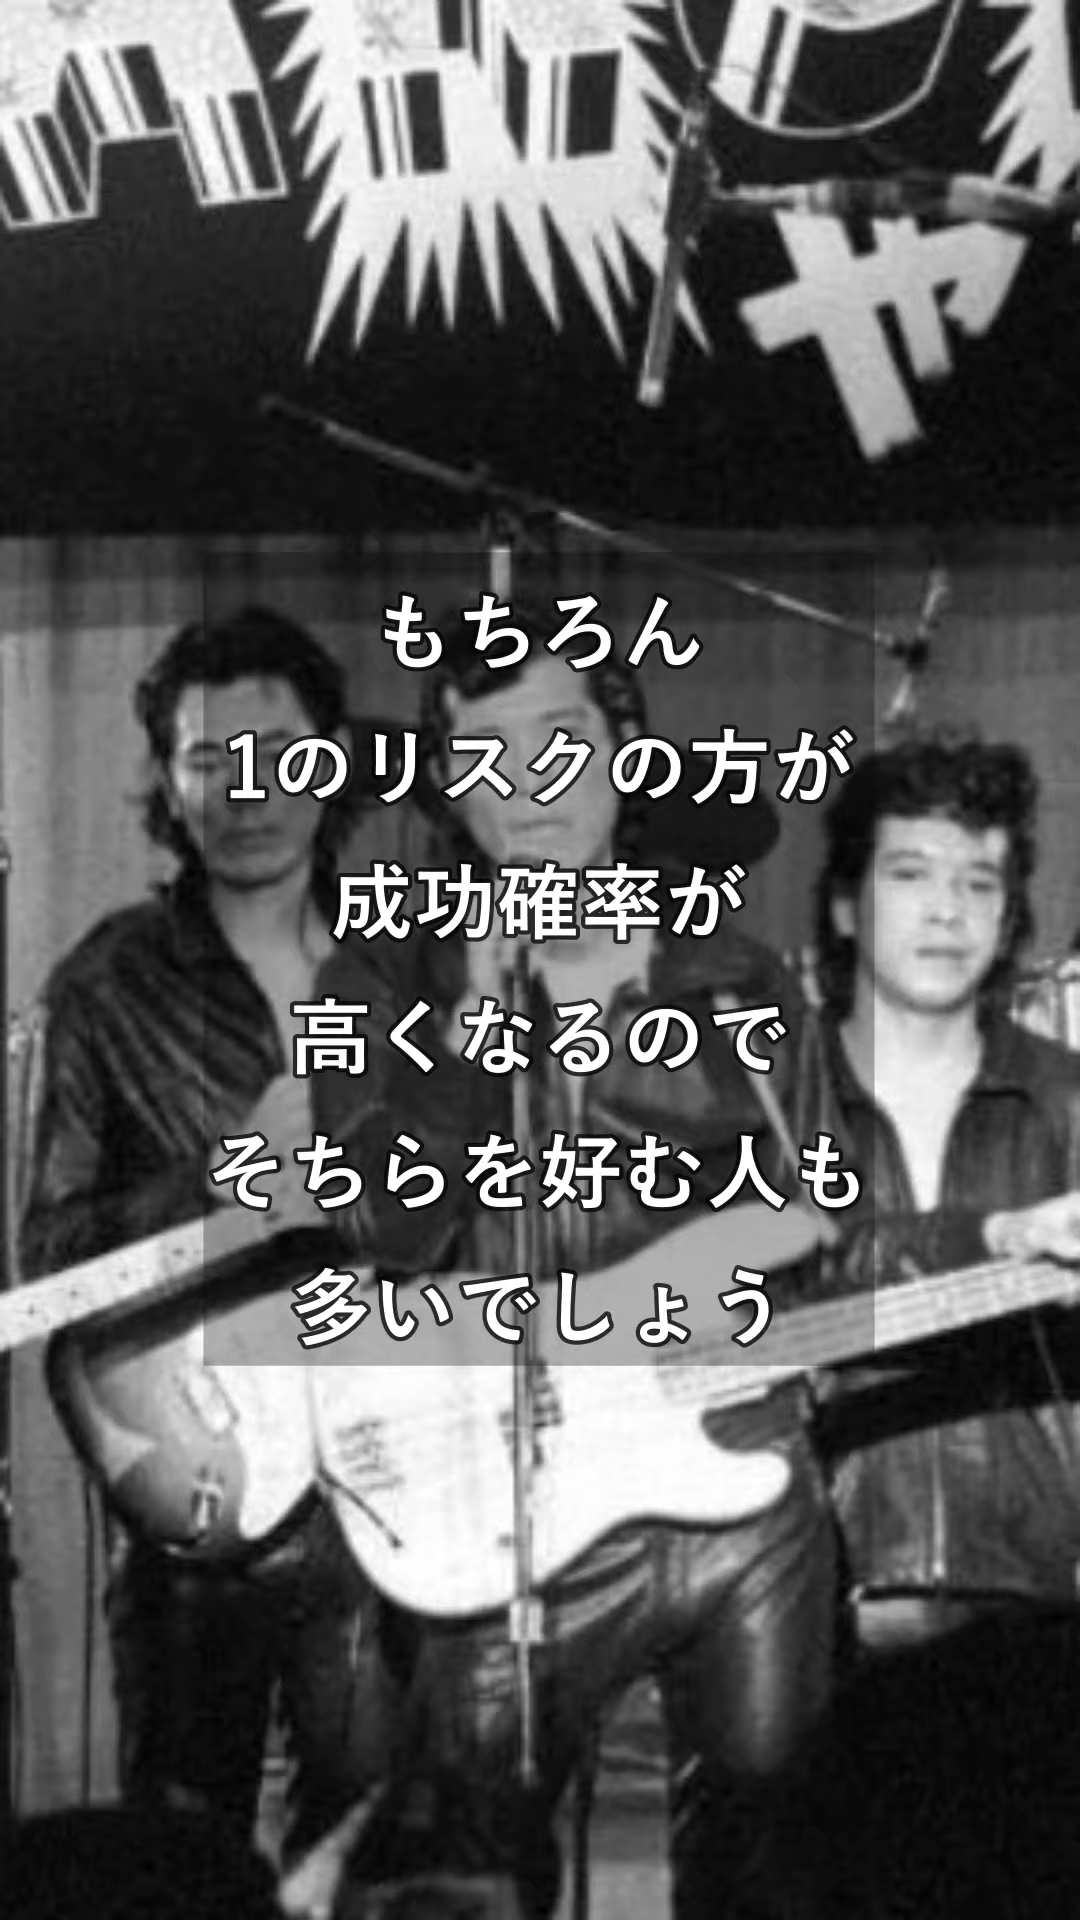 や
もちろん
1のリスクの方が
成功確率が
高くなるので
そちらを好む人も
多いでしょう